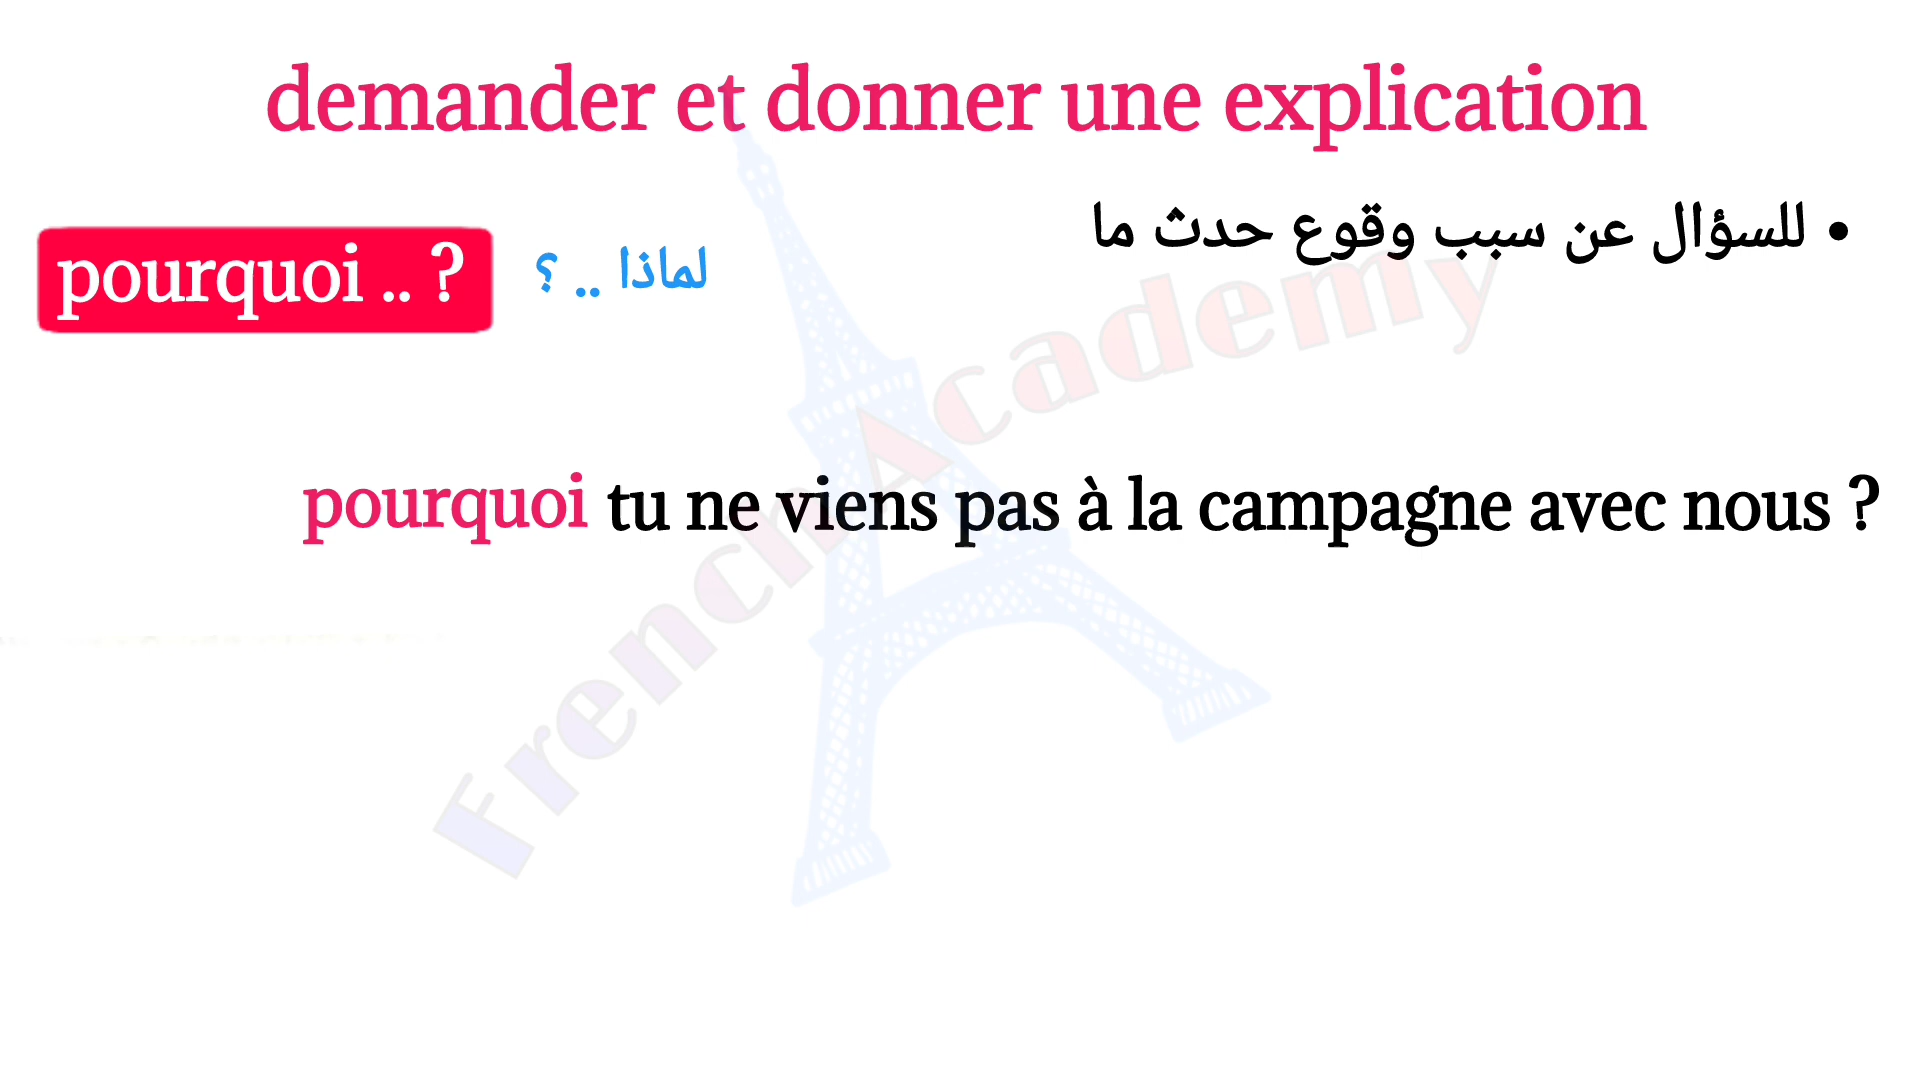 demander et donner une explication
• للسؤال عن سبب وقوع حدث ما
pourquoi .. ? لماذا .. ؟
pourquoi tu ne viens pas à la campagne avec nous ?
French Academy